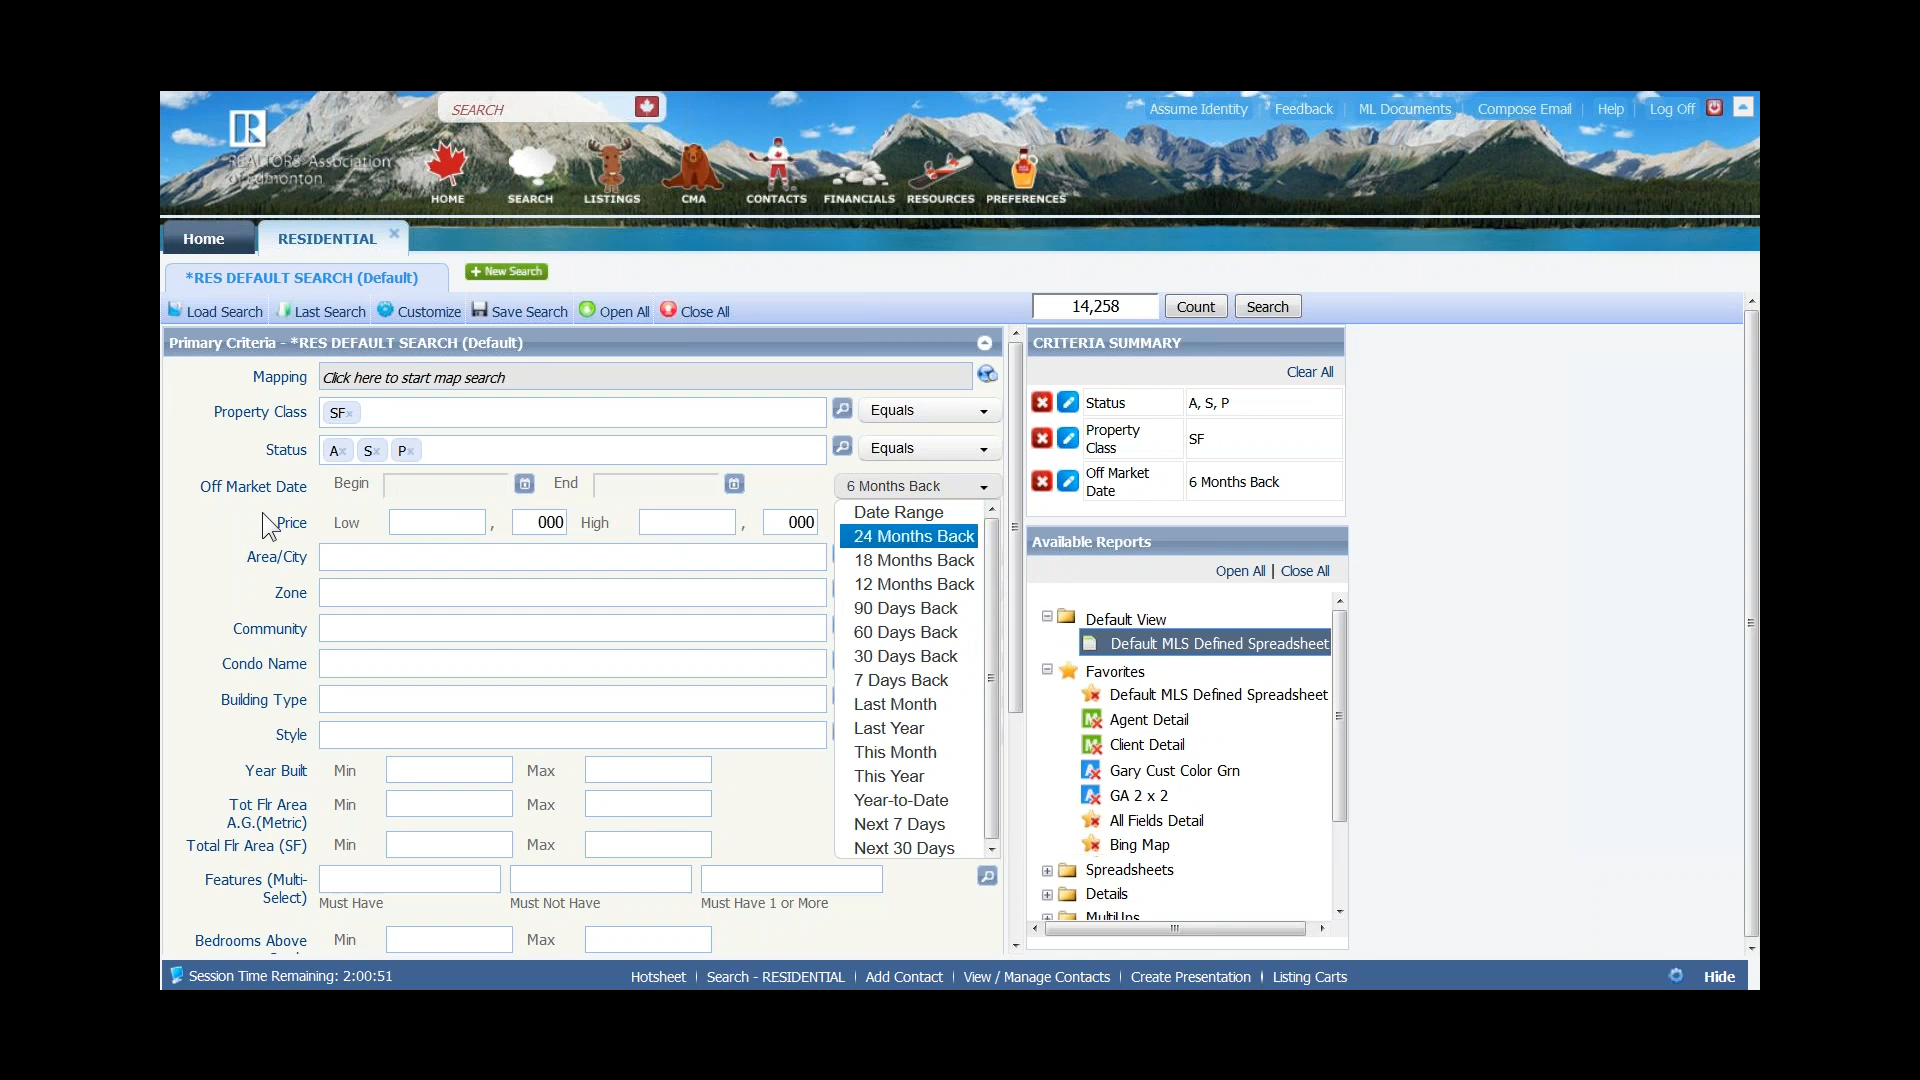 SEARCH
Assume Identity
Feedback
ML Documents
Compose Email
Help
Log Off
REALTORS Association
of Edmonton
HOME
SEARCH
LISTINGS
CMA
CONTACTS
FINANCIALS
RESOURCES
PREFERENCES
Home
RESIDENTIAL
*RES DEFAULT SEARCH (Default)
+ New Search
Load Search
Last Search
Customize
Save Search
Open All
Close All
14,258
Count
Search
Primary Criteria - *RES DEFAULT SEARCH (Default)
Mapping
Click here to start map search
Property Class
SF×
Equals
Status
A×
S×
P×
Equals
Off Market Date
Begin
End
6 Months Back
Price
Low
,
000
High
,
000
Area/City
Zone
Community
Condo Name
Building Type
Style
Year Built
Min
Max
Tot Flr Area
A.G.(Metric)
Min
Max
Total Flr Area (SF)
Min
Max
Features (Multi-
Select)
Must Have
Must Not Have
Must Have 1 or More
Bedrooms Above
Min
Max
Date Range
24 Months Back
18 Months Back
12 Months Back
90 Days Back
60 Days Back
30 Days Back
7 Days Back
Last Month
Last Year
This Month
This Year
Year-to-Date
Next 7 Days
Next 30 Days
CRITERIA SUMMARY
Clear All
Status
A, S, P
Property
Class
SF
Off Market
Date
6 Months Back
Available Reports
Open All | Close All
Default View
Default MLS Defined Spreadsheet
Favorites
Default MLS Defined Spreadsheet
Agent Detail
Client Detail
Gary Cust Color Grn
GA 2 x 2
All Fields Detail
Bing Map
Spreadsheets
Details
MultiUps
Session Time Remaining: 2:00:51
Hotsheet
Search - RESIDENTIAL
Add Contact
View / Manage Contacts
Create Presentation
Listing Carts
Hide